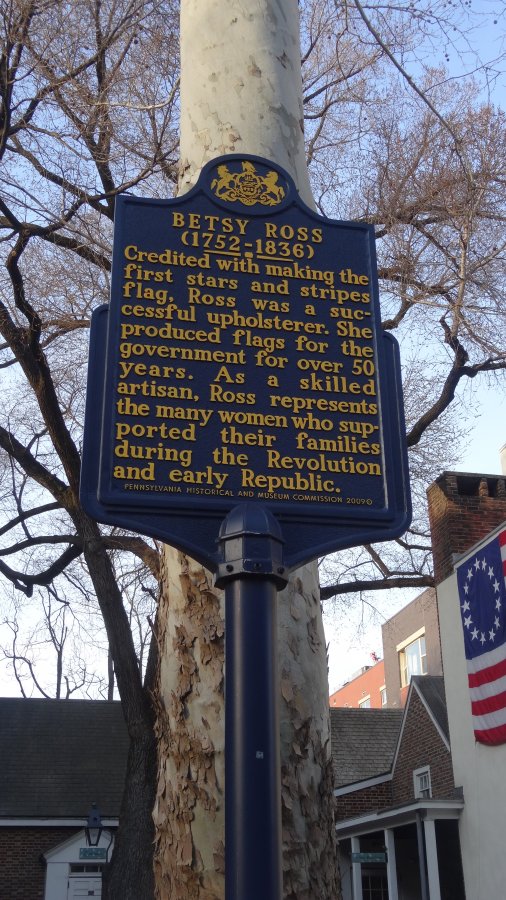 BETSY ROSS
(1752-1836)
Credited with making the
first stars and stripes
flag, Ross was a suc-
cessful upholsterer. She
produced flags for the
government for over 50
years. As a skilled
artisan, Ross represents
the many women who sup-
ported their families
during the Revolution
and early Republic.
PENNSYLVANIA HISTORICAL AND MUSEUM COMMISSION 2009©